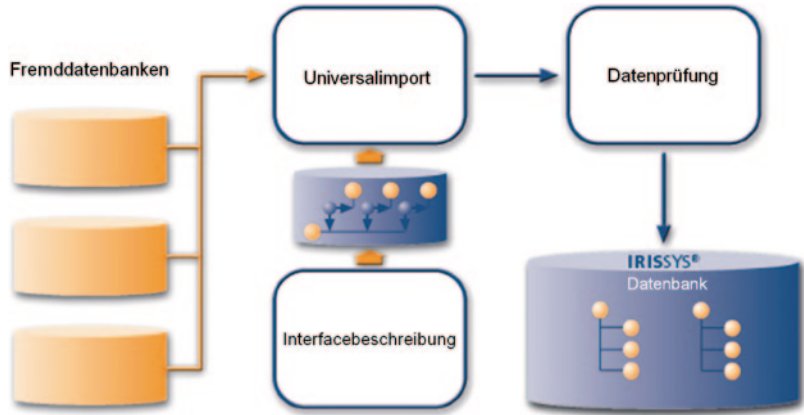 Fremddatenbanken
Universalimport
Datenprüfung
Interfacebeschreibung
IRISSYS®
Datenbank